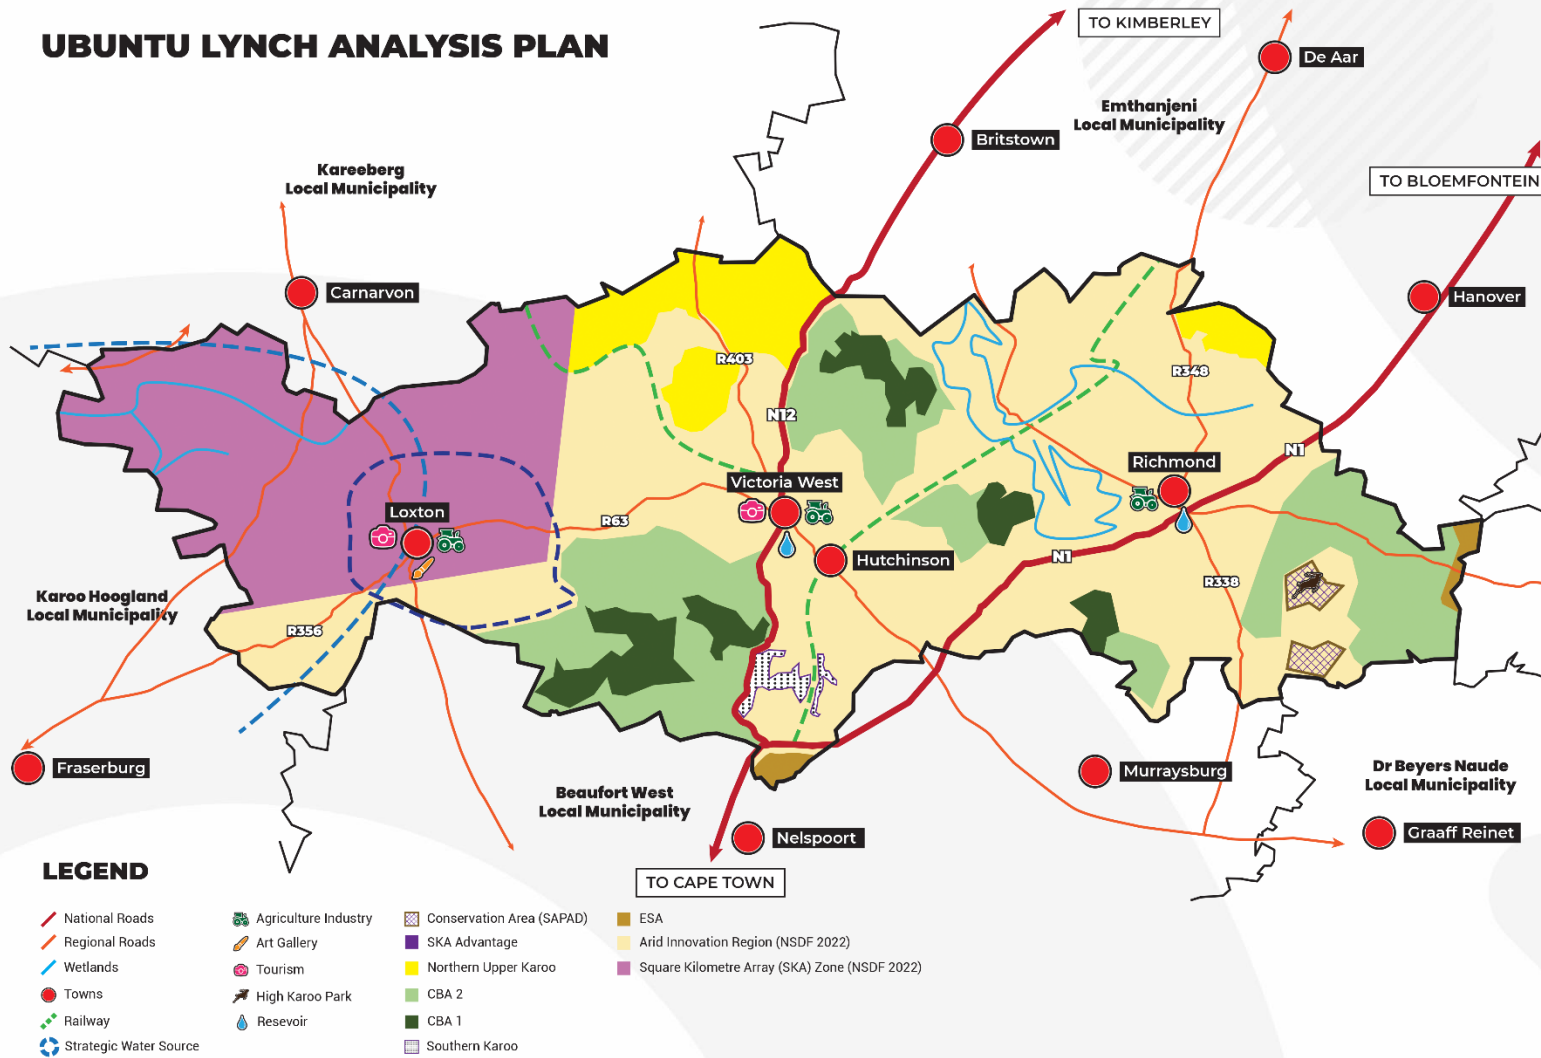 UBUNTU LYNCH ANALYSIS PLAN
TO KIMBERLEY
De Aar
Emthanjeni
Local Municipality
Britstown
TO BLOEMFONTEIN
Kareeberg
Local Municipality
Carnarvon
Hanover
R403
R348
N12
N1
Richmond
Victoria West
Loxton
R63
N1
Hutchinson
R338
Karoo Hoogland
Local Municipality
R356
Fraserburg
Murraysburg
Dr Beyers Naude
Local Municipality
Beaufort West
Local Municipality
Nelspoort
Graaff Reinet
TO CAPE TOWN
LEGEND
National Roads
Regional Roads
Wetlands
Towns
Railway
Strategic Water Source
Agriculture Industry
Art Gallery
Tourism
High Karoo Park
Resevoir
Conservation Area (SAPAD)
SKA Advantage
Northern Upper Karoo
CBA 2
CBA 1
Southern Karoo
ESA
Arid Innovation Region (NSDF 2022)
Square Kilometre Array (SKA) Zone (NSDF 2022)